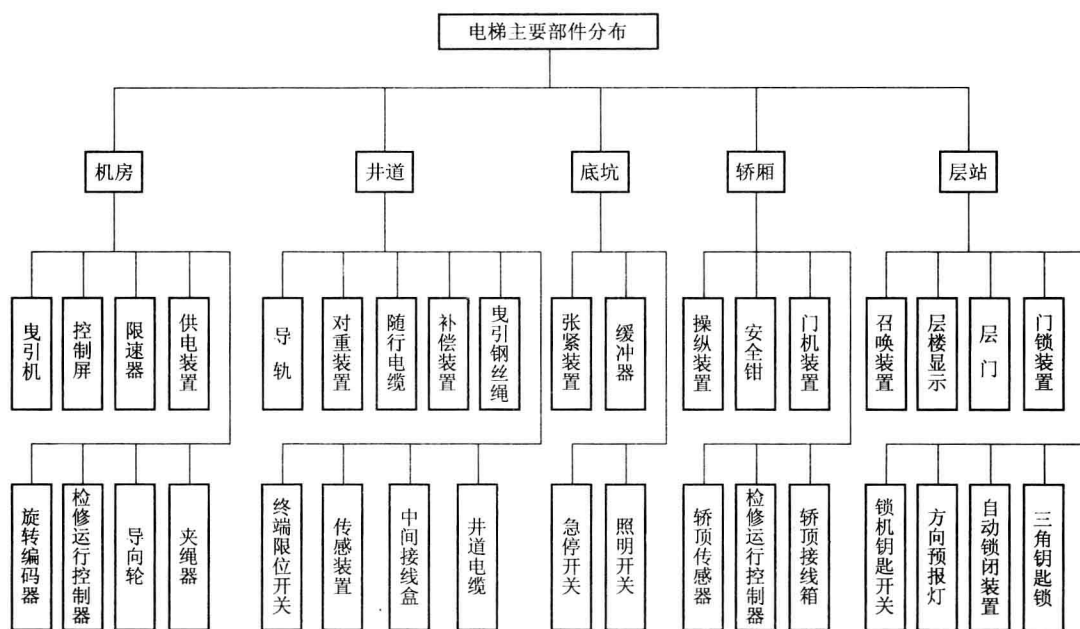 电梯主要部件分布
机房
井道
底坑
轿厢
层站
曳引机
控制屏
限速器
供电装置
导轨
对重装置
随行电缆
补偿装置
曳引钢丝绳
张紧装置
缓冲器
操纵装置
安全钳
门机装置
召唤装置
层楼显示
层门
门锁装置
旋转编码器
检修运行控制器
导向轮
夹绳器
终端限位开关
传感装置
中间接线盒
井道电缆
急停开关
照明开关
轿顶传感器
检修运行控制器
轿顶接线箱
锁机钥匙开关
方向预报灯
自动锁闭装置
三角钥匙锁